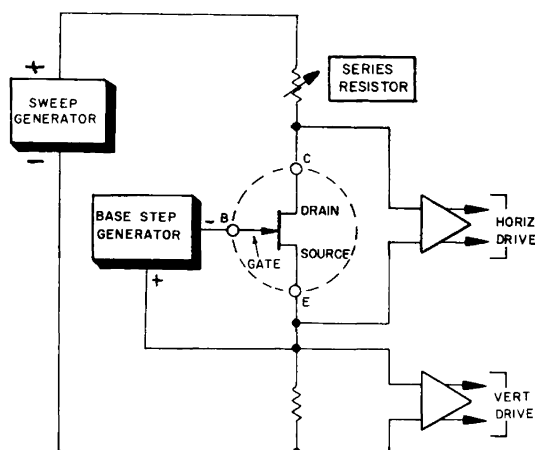 +
SWEEP
GENERATOR
−
SERIES
RESISTOR
C
BASE STEP
GENERATOR
− B
+
DRAIN
GATE
SOURCE
E
HORIZ
DRIVE
VERT
DRIVE